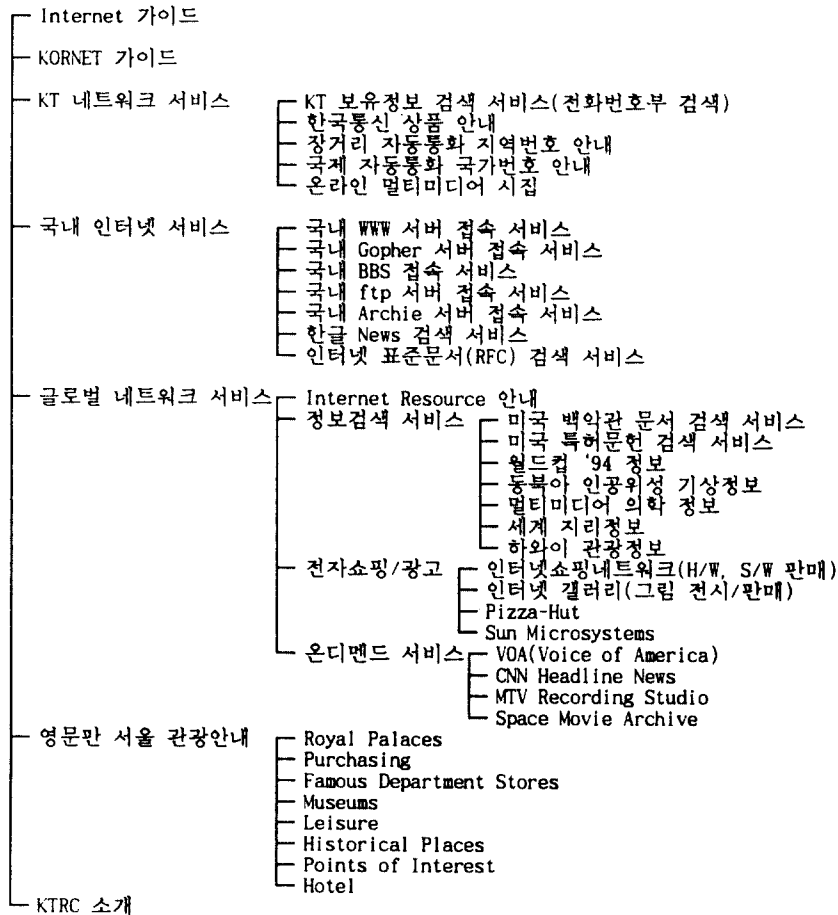 Internet 가이드
KORNET 가이드
KT 네트워크 서비스
KT 보유정보 검색 서비스(전화번호부 검색)
한국통신 상품 안내
장거리 자동통화 지역번호 안내
국제 자동통화 국가번호 안내
온라인 멀티미디어 시집
국내 인터넷 서비스
국내 WWW 서버 접속 서비스
국내 Gopher 서버 접속 서비스
국내 BBS 접속 서비스
국내 ftp 서버 접속 서비스
국내 Archie 서버 접속 서비스
한글 News 검색 서비스
인터넷 표준문서(RFC) 검색 서비스
글로벌 네트워크 서비스
Internet Resource 안내
정보검색 서비스
미국 백악관 문서 검색 서비스
미국 특허문헌 검색 서비스
월드컵 '94 정보
동북아 인공위성 기상정보
멀티미디어 의학 정보
세계 지리정보
하와이 관광정보
전자쇼핑/광고
인터넷쇼핑네트워크(H/W, S/W 판매)
인터넷 갤러리(그림 전시/판매)
Pizza-Hut
Sun Microsystems
온디멘드 서비스
VOA(Voice of America)
CNN Headline News
MTV Recording Studio
Space Movie Archive
영문판 서울 관광안내
Royal Palaces
Purchasing
Famous Department Stores
Museums
Leisure
Historical Places
Points of Interest
Hotel
KTRC 소개